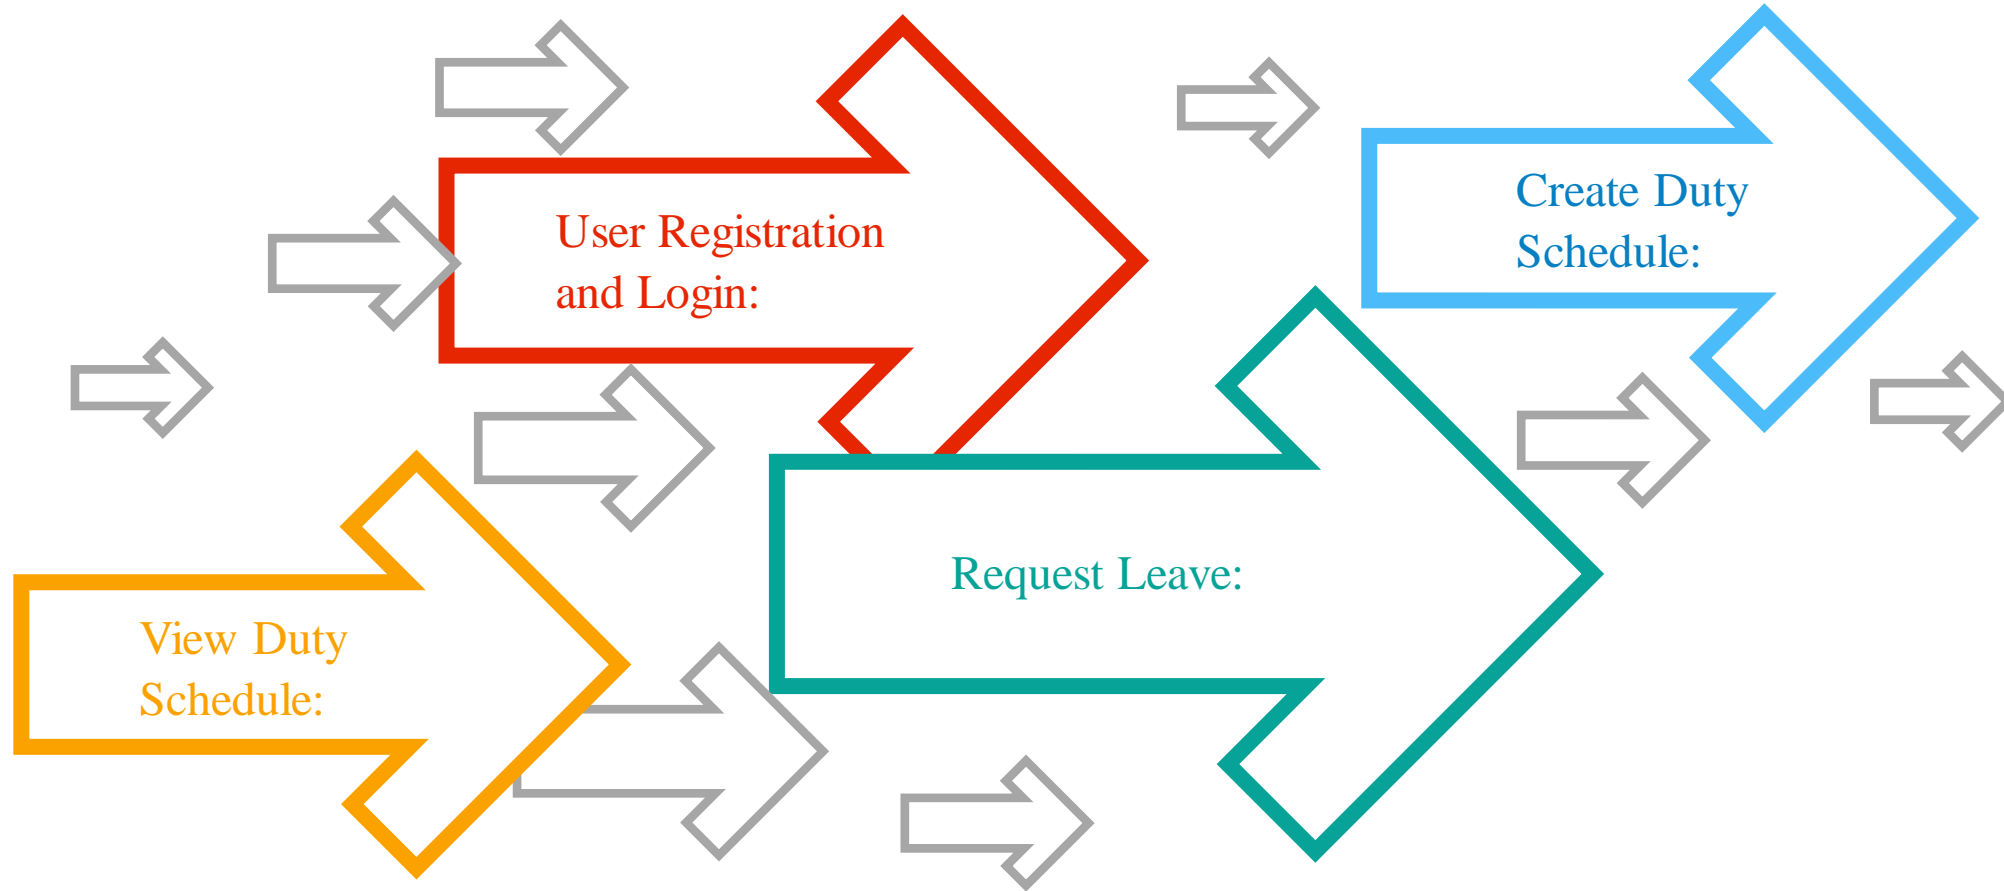 User Registration
and Login:
Create Duty
Schedule:
Request Leave:
View Duty
Schedule: